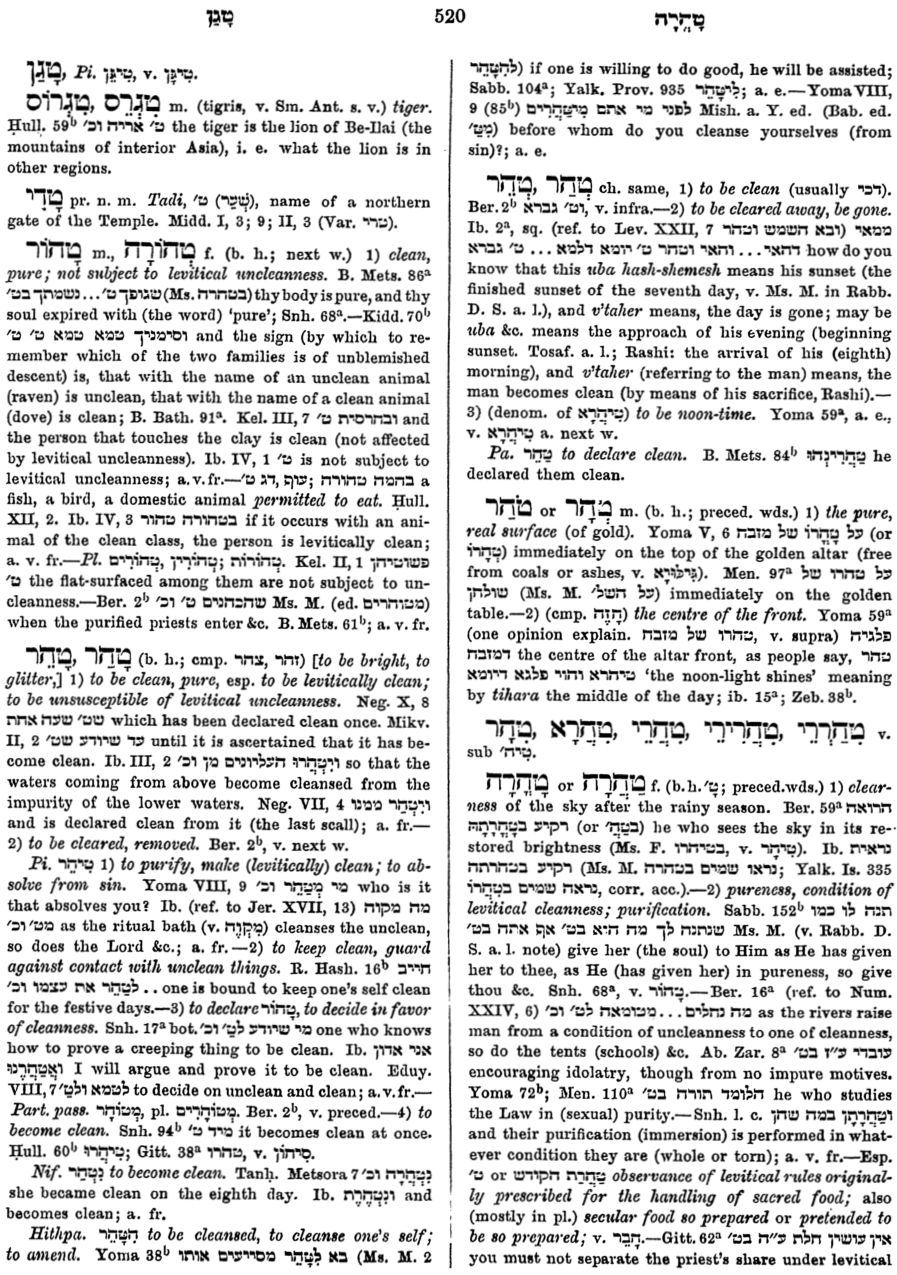 טָגַן 520 טָהֳרָה
טָגַן, Pi. טִיגֵּן, v. טִיגֵּן.
טִגְרֵס, טִגְרוֹס m. (tigris, v. Sm. Ant. s. v.) tiger.
Ḥull. 59ᵇ ט׳ אריה וכ׳ the tiger is the lion of Be-Ilai (the
mountains of interior Asia), i. e. what the lion is in
other regions.
טָדִי pr. n. m. Tadi, ט׳ (שַׁעֲר), name of a northern
gate of the Temple. Midd. I, 3; 9; II, 3 (Var. טרי).
טָהוֹר m., טְהוֹרָה f. (b. h.; next w.) 1) clean,
pure; not subject to levitical uncleanness. B. Mets. 86ᵃ
שגופך ט׳...נשמתך בט׳ (Ms. בטהרה) thy body is pure, and thy
soul expired with (the word) 'pure'; Snh. 68ᵃ.—Kidd. 70ᵇ
וסימניך טמא טמא ט׳ ט׳ and the sign (by which to re-
member which of the two families is of unblemished
descent) is, that with the name of an unclean animal
(raven) is unclean, that with the name of a clean animal
(dove) is clean; B. Bath. 91ᵃ. Kel. III, 7 ובחרסית ט׳ and
the person that touches the clay is clean (not affected
by levitical uncleanness). Ib. IV, 1 ט׳ is not subject to
levitical uncleanness; a. v. fr.—עוף, דג ט׳; בהמה טהורה a
fish, a bird, a domestic animal permitted to eat. Ḥull.
XII, 2. Ib. IV, 3 בטהורה טהור if it occurs with an ani-
mal of the clean class, the person is levitically clean;
a. v. fr.—Pl. טְהוֹרִים, טְהוֹרִין; טְהוֹרוֹת. Kel. II, 1 פשוטיהן
ט׳ the flat-surfaced among them are not subject to un-
cleanness.—Ber. 2ᵇ שהכהנים ט׳ וכ׳ Ms. M. (ed. מטוהרים)
when the purified priests enter &c. B. Mets. 61ᵇ; a. v. fr.
טָהַר, טָהֵר (b. h.; cmp. זהר, צהר) [to be bright, to
glitter,] 1) to be clean, pure, esp. to be levitically clean;
to be unsusceptible of levitical uncleanness. Neg. X, 8
שט׳ שעה אחת which has been declared clean once. Mikv.
II, 2 עד שיודע שט׳ until it is ascertained that it has be-
come clean. Ib. III, 2 וְיִטְהֲרוּ העליונים מן וכ׳ so that the
waters coming from above become cleansed from the
impurity of the lower waters. Neg. VII, 4 וְיִטְהַר ממנו
and is declared clean from it (the last scall); a. fr.—
2) to be cleared, removed. Ber. 2ᵇ, v. next w.
Pi. טִיהֵר 1) to purify, make (levitically) clean; to ab-
solve from sin. Yoma VIII, 9 מי מְטַהֵר וכ׳ who is it
that absolves you? Ib. (ref. to Jer. XVII, 13) מה מקוה
מט׳ וכ׳ as the ritual bath (v. מִקְוֶה) cleanses the unclean,
so does the Lord &c.; a. fr.—2) to keep clean, guard
against contact with unclean things. R. Hash. 16ᵇ חייב
לטַהֵר את עצמו וכ׳ .. one is bound to keep one's self clean
for the festive days.—3) to declare טָהוֹר, to decide in favor
of cleanness. Snh. 17ᵃ bot. מי שיודע לט׳ וכ׳ one who knows
how to prove a creeping thing to be clean. Ib. אני אדון
וַאֲטַהֲרֶנּוּ I will argue and prove it to be clean. Eduy.
VIII, 7 לטמא ולט׳ to decide on unclean and clean; a. v. fr.—
Part. pass. מְטוֹהָר, pl. מְטוֹהָרִים. Ber. 2ᵇ, v. preced.—4) to
become clean. Snh. 94ᵇ מיד ט׳ it becomes clean at once.
Ḥull. 60ᵇ טִיהֲרוּ; Gitt. 38ᵃ טהרו, v. סִיחוֹן.
Nif. נִטְהַר to become clean. Tanḥ. Metsora 7 נִטְהֲרָה וכ׳
she became clean on the eighth day. Ib. וְנִטְהֶרֶת and
becomes clean; a. fr.
Hithpa. הִטַּהֵר to be cleansed, to cleanse one's self;
to amend. Yoma 38ᵇ בא לְטַּהֵר מסייעים אותו (Ms. M. 2
לְהִטַּהֵר) if one is willing to do good, he will be assisted;
Sabb. 104ᵃ; Yalk. Prov. 935 לִיטַּהֵר; a. e.—Yoma VIII,
9 (85ᵇ) לפני מי אתם מִיטַּהֲרִים Mish. a. Y. ed. (Bab. ed.
מְטַּ׳) before whom do you cleanse yourselves (from
sin)?; a. e.
טְהַר, טְהֵר ch. same, 1) to be clean (usually דכי).
Ber. 2ᵇ וט׳ גברא, v. infra.—2) to be cleared away, be gone.
Ib. 2ᵃ, sq. (ref. to Lev. XXII, 7 ובא השמש וטהר) ממאי
דהאי...והאי וטהר ט׳ יומא דלמא ... ט׳ גברא how do you
know that this uba hash-shemesh means his sunset (the
finished sunset of the seventh day, v. Ms. M. in Rabb.
D. S. a. l.), and v'taher means, the day is gone; may be
uba &c. means the approach of his evening (beginning
sunset. Tosaf. a. l.; Rashi: the arrival of his (eighth)
morning), and v'taher (referring to the man) means, the
man becomes clean (by means of his sacrifice, Rashi).—
3) (denom. of טִיהֲרָא) to be noon-time. Yoma 59ᵃ, a. e.,
v. טִיהֲרָא a. next w.
Pa. טַהֵר to declare clean. B. Mets. 84ᵇ טַהֲרִינְהוּ he
declared them clean.
טֹהַר or טְהָר m. (b. h.; preced. wds.) 1) the pure,
real surface (of gold). Yoma V, 6 על טָהֳרוֹ של מזבח (or
טְהָרוֹ) immediately on the top of the golden altar (free
from coals or ashes, v. גִּילּוּיָא). Men. 97ᵃ על טהרו של
שולחן (Ms. M. על השל׳) immediately on the golden
table.—2) (cmp. הַזֶּה) the centre of the front. Yoma 59ᵃ
(one opinion explain. טהרו של מזבח, v. supra) פלגיה
דמזבח the centre of the altar front, as people say, טהר
טיהרא והוי פלגא דיומא 'the noon-light shines' meaning
by tihara the middle of the day; ib. 15ᵃ; Zeb. 38ᵇ.
טִהָר, טִהֲרָא, טִהֲרֵי, טִהֲרִירֵי, טִהַרְרֵי v.
sub טיה׳.
טַהֲרָה or טָהֳרָה f. (b. h. טָ׳; preced. wds.) 1) clear-
ness of the sky after the rainy season. Ber. 59ᵃ הרואה
רקיע בטָהֳרָתָהּ (or בטַהֲ׳) he who sees the sky in its re-
stored brightness (Ms. F. בטיהרו, v. טִיהָר). Ib. נראית
רקיע בטהרתה (Ms. M. נראו שמים בטהרה; Yalk. Is. 335
נראה שמים בטָהֳרוֹ, corr. acc.).—2) pureness, condition of
levitical cleanness; purification. Sabb. 152ᵇ תנה לו כמו
שנתנה לך מה היא בט׳ אף אתה בט׳ Ms. M. (v. Rabb. D.
S. a. l. note) give her (the soul) to Him as He has given
her to thee, as He (has given her) in pureness, so give
thou &c. Snh. 68ᵃ, v. טָהוֹר.—Ber. 16ᵃ (ref. to Num.
XXIV, 6) מה נחלים...מטומאה לט׳ וכ׳ as the rivers raise
man from a condition of uncleanness to one of cleanness,
so do the tents (schools) &c. Ab. Zar. 8ᵃ עובדי ע״ז בט׳
encouraging idolatry, though from no impure motives.
Yoma 72ᵇ; Men. 110ᵃ הלומד תורה בט׳ he who studies
the Law in (sexual) purity.—Snh. l. c. וטַהֲרָתָן במה שהן
and their purification (immersion) is performed in what-
ever condition they are (whole or torn); a. v. fr.—Esp.
ט׳ or טַהֲרַת הקודש observance of levitical rules original-
ly prescribed for the handling of sacred food; also
(mostly in pl.) secular food so prepared or pretended to
be so prepared; v. חָבֵר.—Gitt. 62ᵃ אין עושין חלת ע״ה בט׳
you must not separate the priest's share under levitical